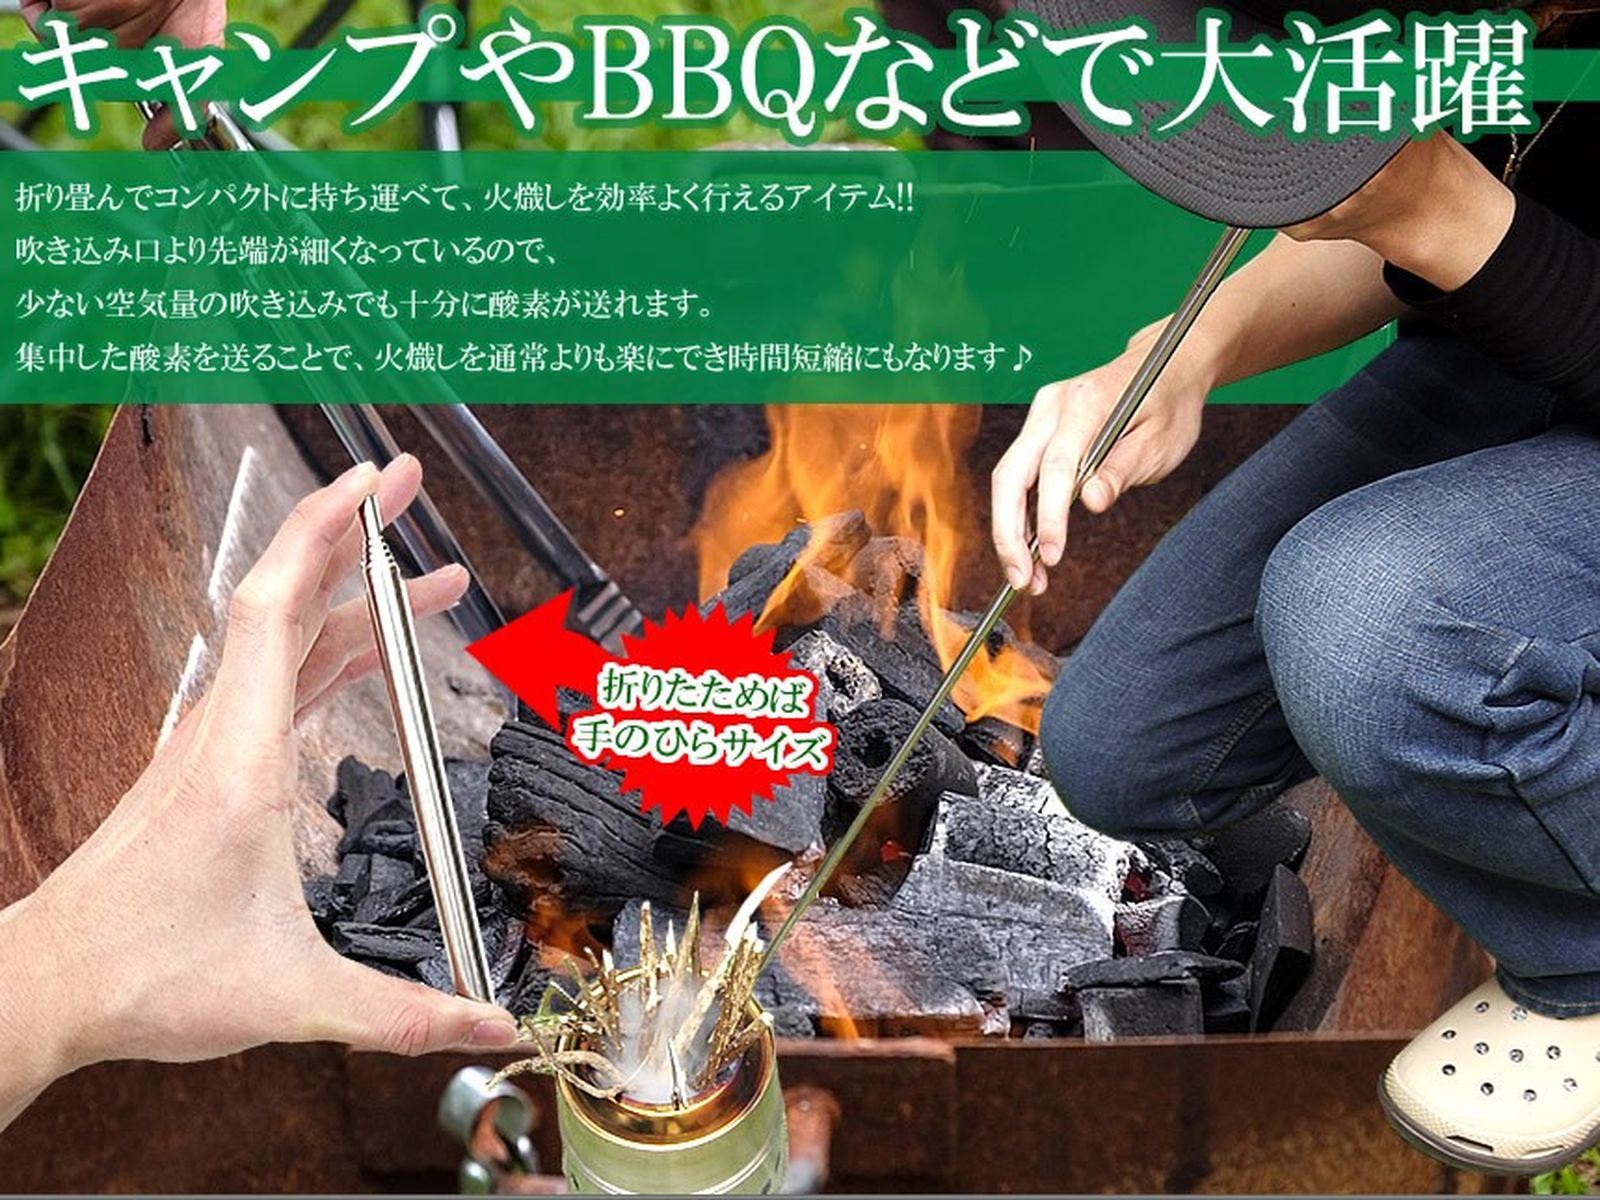 キャンプやBBQなどで大活躍
折り畳んでコンパクトに持ち運べて、火熾しを効率よく行えるアイテム!!
吹き込み口より先端が細くなっているので、
少ない空気量の吹き込みでも十分に酸素が送れます。
集中した酸素を送ることで、火熾しを通常よりも楽にでき時間短縮にもなります♪
折りたためば
手のひらサイズ